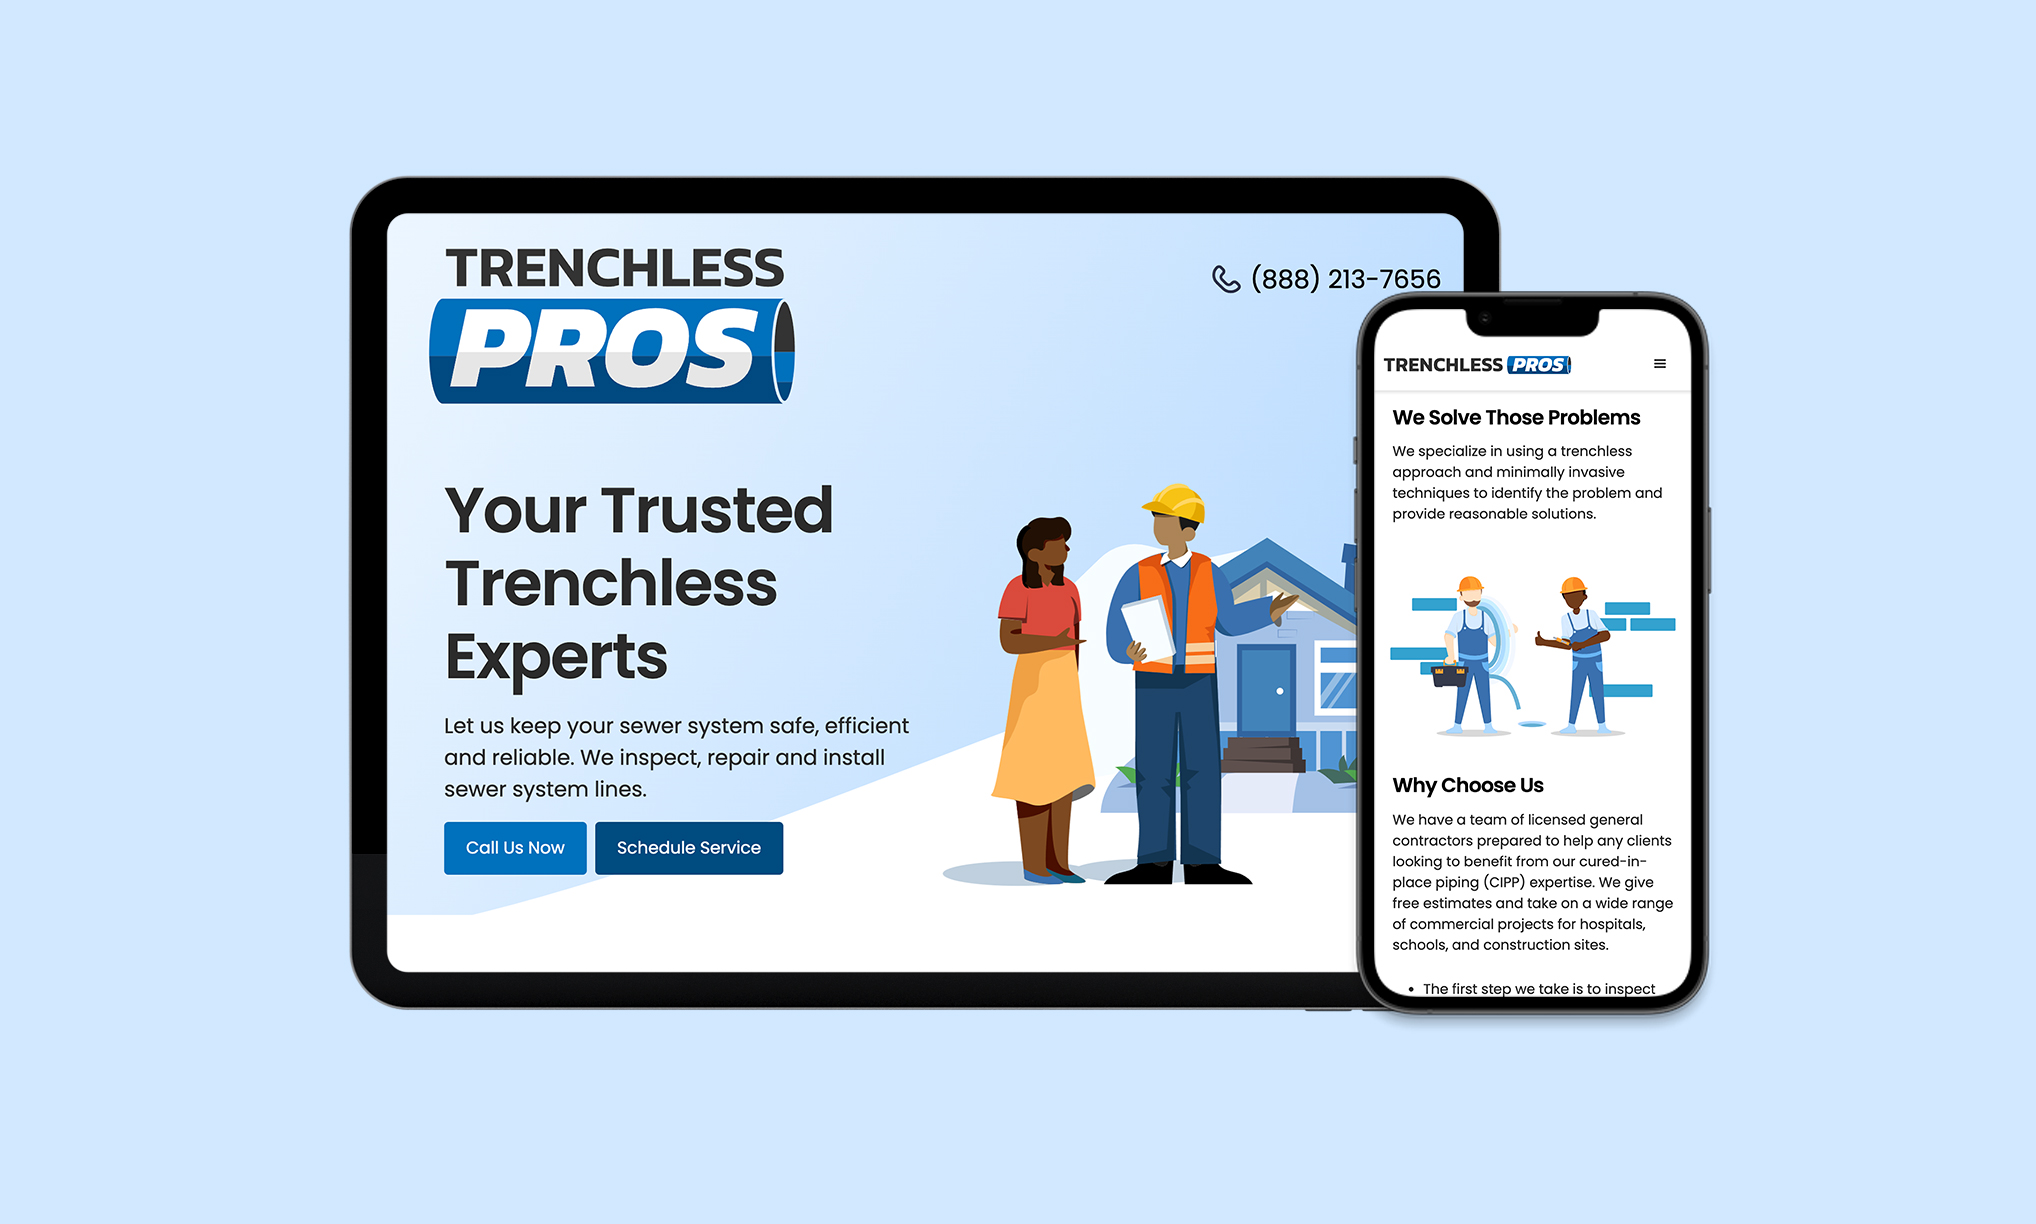 TRENCHLESS
PROS
(888) 213-7656
Your Trusted
Trenchless
Experts
Let us keep your sewer system safe, efficient
and reliable. We inspect, repair and install
sewer system lines.
Call Us Now
Schedule Service
TRENCHLESS PROS
We Solve Those Problems
We specialize in using a trenchless
approach and minimally invasive
techniques to identify the problem and
provide reasonable solutions.
Why Choose Us
We have a team of licensed general
contractors prepared to help any clients
looking to benefit from our cured-in-
place piping (CIPP) expertise. We give
free estimates and take on a wide range
of commercial projects for hospitals,
schools, and construction sites.
• The first step we take is to inspect